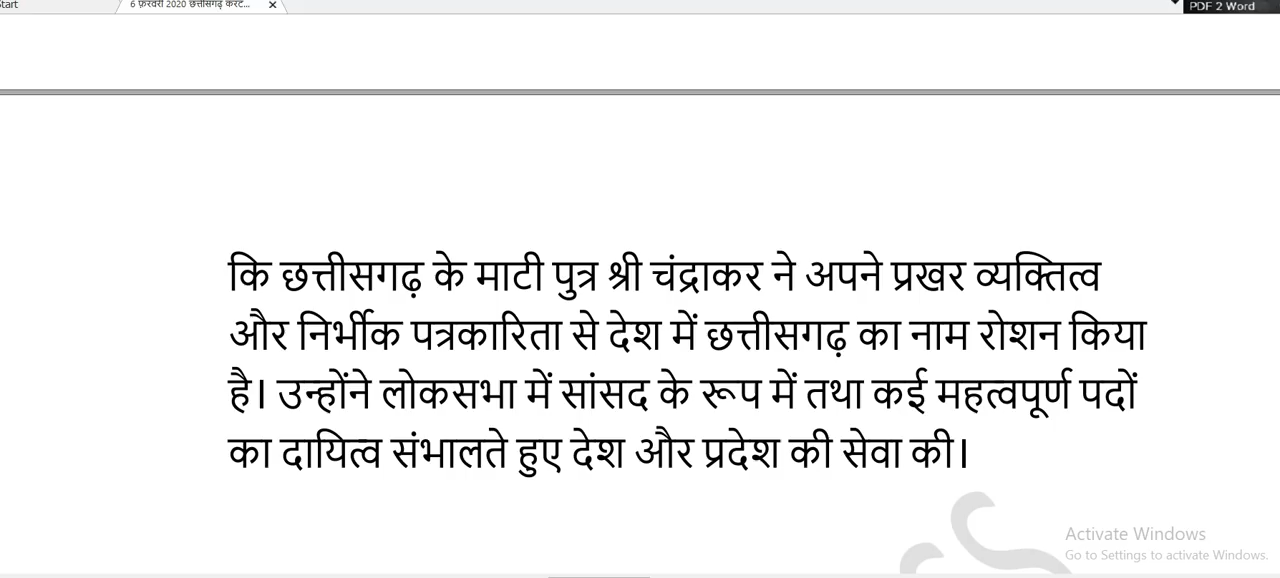 tart
6 फ़रवरी 2020 छत्तीसगढ़ करंट...
PDF 2 Word
कि छत्तीसगढ़ के माटी पुत्र श्री चंद्राकर ने अपने प्रखर व्यक्तित्व
और निर्भीक पत्रकारिता से देश में छत्तीसगढ़ का नाम रोशन किया
है। उन्होंने लोकसभा में सांसद के रूप में तथा कई महत्वपूर्ण पदों
का दायित्व संभालते हुए देश और प्रदेश की सेवा की।
Activate Windows
Go to Settings to activate Windows.